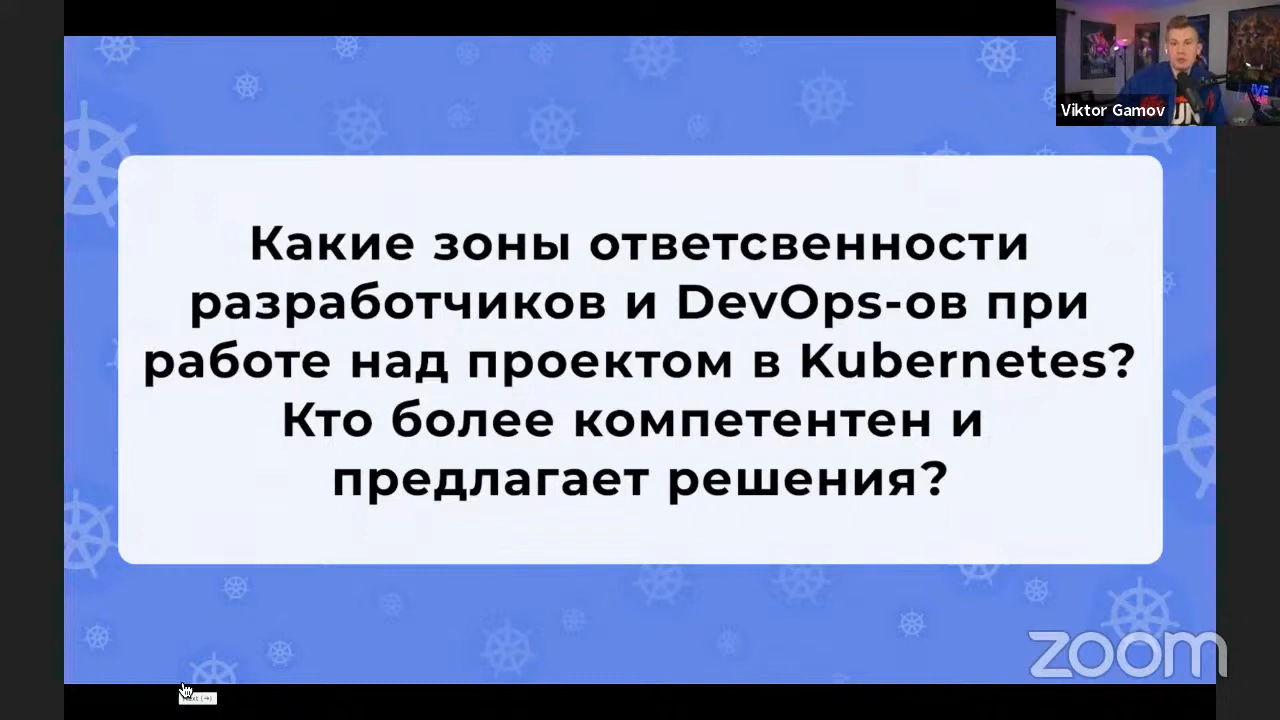 Viktor Gamov
Какие зоны ответсвенности
разработчиков и DevOps-ов при
работе над проектом в Kubernetes?
Кто более компетентен и
предлагает решения?
zoom